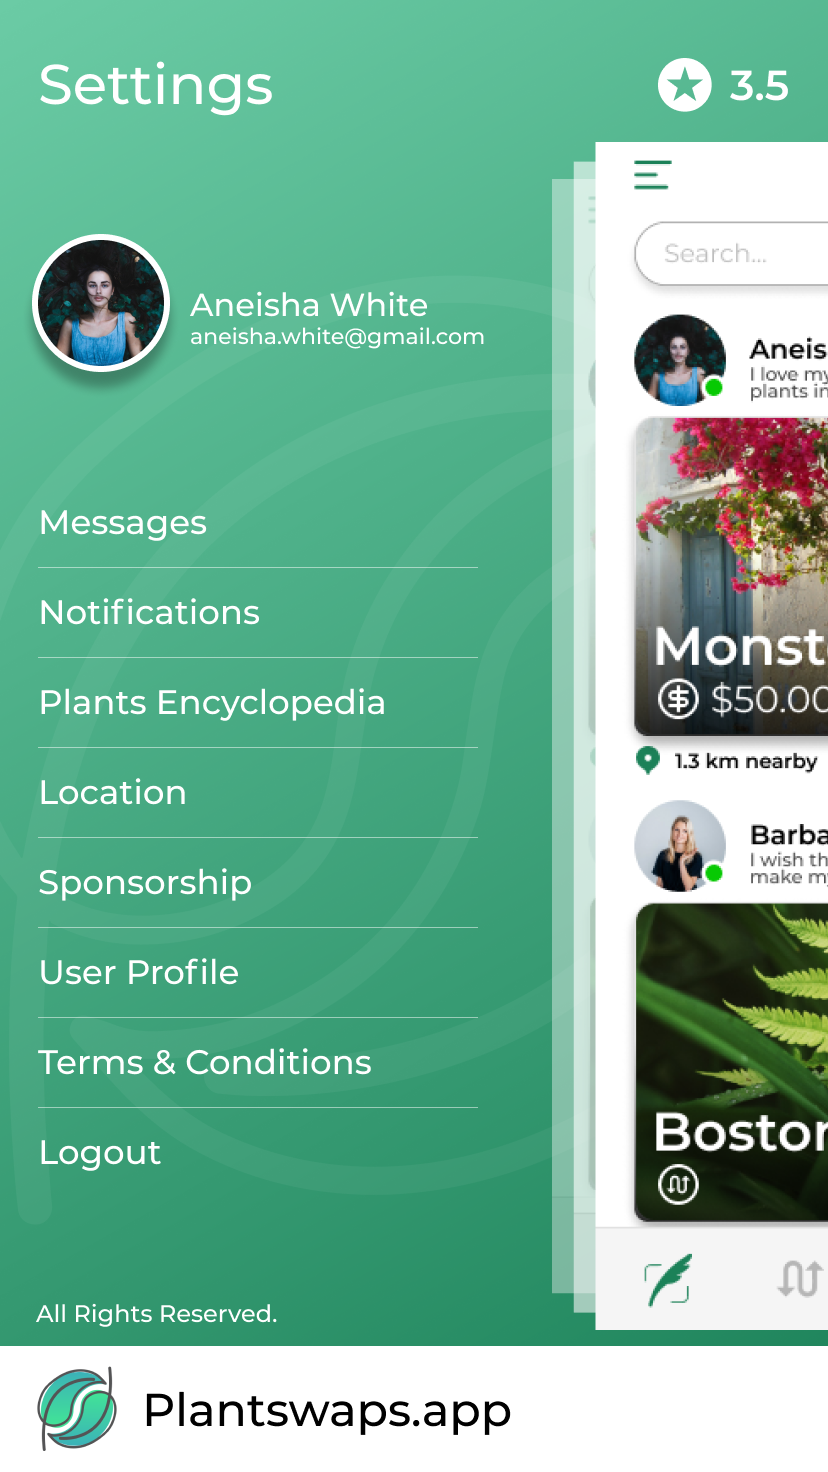 Settings
3.5
Aneisha White
aneisha.white@gmail.com
Messages
Notifications
Plants Encyclopedia
Location
Sponsorship
User Profile
Terms & Conditions
Logout
All Rights Reserved.
Search...
Aneis
I love my
plants in
Monst
$50.00
1.3 km nearby
Barba
I wish th
make my
Boston
Plantswaps.app